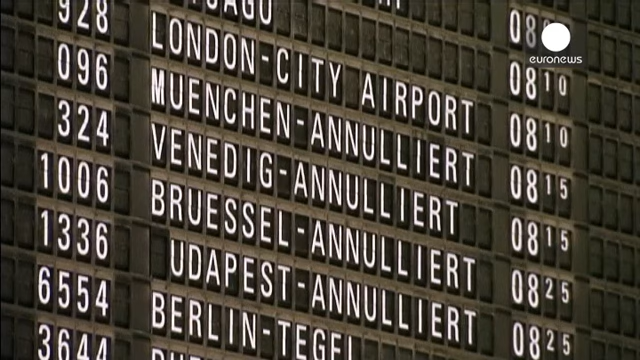 08
0810
928 LONDON-CITY AIRPORT 0810
096 MUENCHEN-ANNULLIERT 0815
324 VENEDIG-ANNULLIERT 0815
1006 BRUESSEL-ANNULLIERT 0825
1336 UDAPEST-ANNULLIERT 0825
6554 BERLIN-TEGEL
3644
euronews